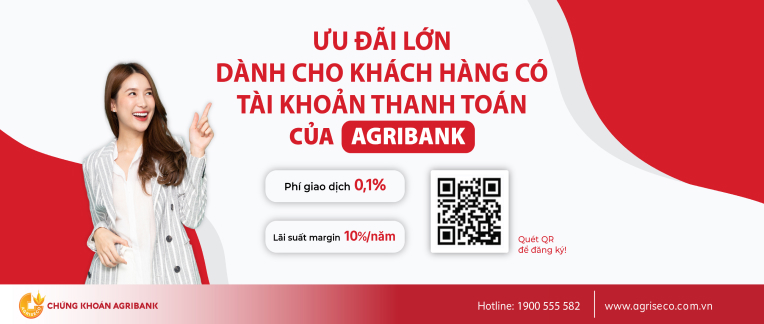 ƯU ĐÃI LỚN
DÀNH CHO KHÁCH HÀNG CÓ
TÀI KHOẢN THANH TOÁN
CỦA AGRIBANK
Phí giao dịch 0,1%
Lãi suất margin 10%/năm
Quét QR
để đăng ký!
CHỨNG KHOÁN AGRIBANK
Hotline: 1900 555 582
www.agriseco.com.vn